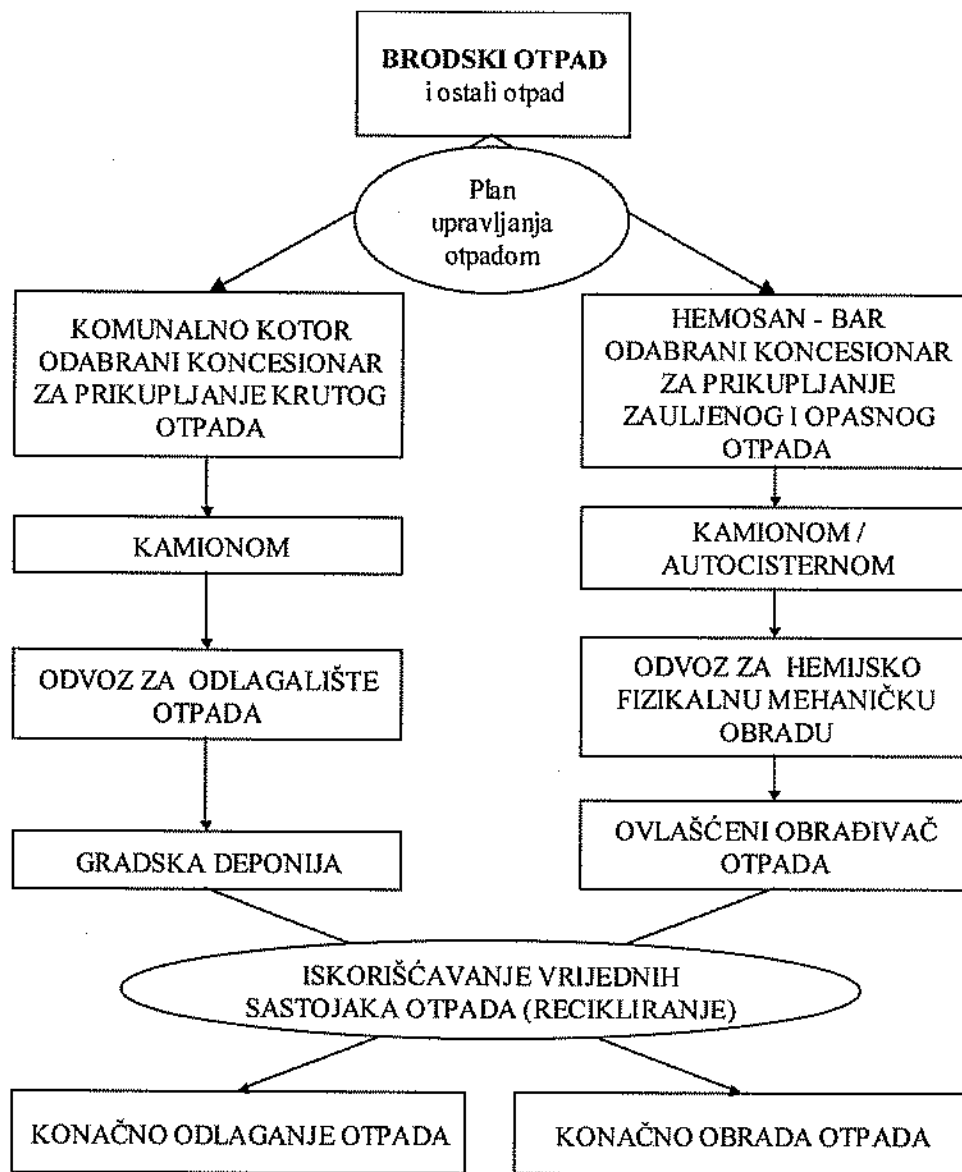 BRODSKI OTPAD
i ostali otpad
Plan
upravljanja
otpadom
KOMUNALNO KOTOR
ODABRANI KONCESIONAR
ZA PRIKUPLJANJE KRUTOG
OTPADA
HEMOSAN - BAR
ODABRANI KONCESIONAR
ZA PRIKUPLJANJE
ZAULJENOG I OPASNOG
OTPADA
KAMIONOM
KAMIONOM /
AUTOCISTERNOM
ODVOZ ZA ODLAGALIŠTE
OTPADA
ODVOZ ZA HEMIJSKO
FIZIKALNU MEHANIČKU
OBRADU
GRADSKA DEPONIJA
OVLAŠĆENI OBRAĐIVAČ
OTPADA
ISKORIŠĆAVANJE VRIJEDNIH
SASTOJAKA OTPADA (RECIKLIRANJE)
KONAČNO ODLAGANJE OTPADA
KONAČNO OBRADA OTPADA